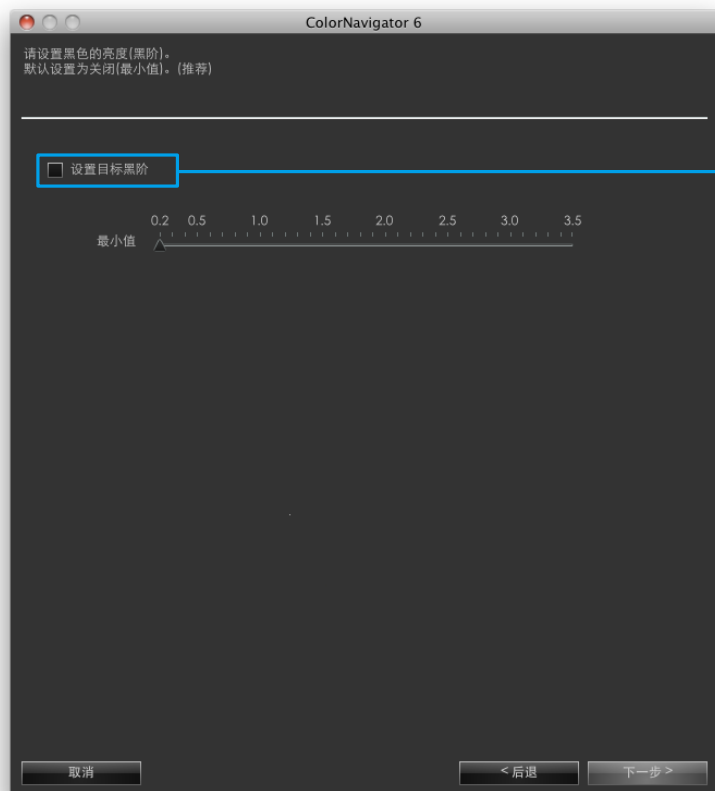 ColorNavigator 6
请设置黑色的亮度(黑阶)。
默认设置为关闭(最小值)。(推荐)
设置目标黑阶
0.2 0.5 1.0 1.5 2.0 2.5 3.0 3.5
最小值
取消 <后退 下一步>